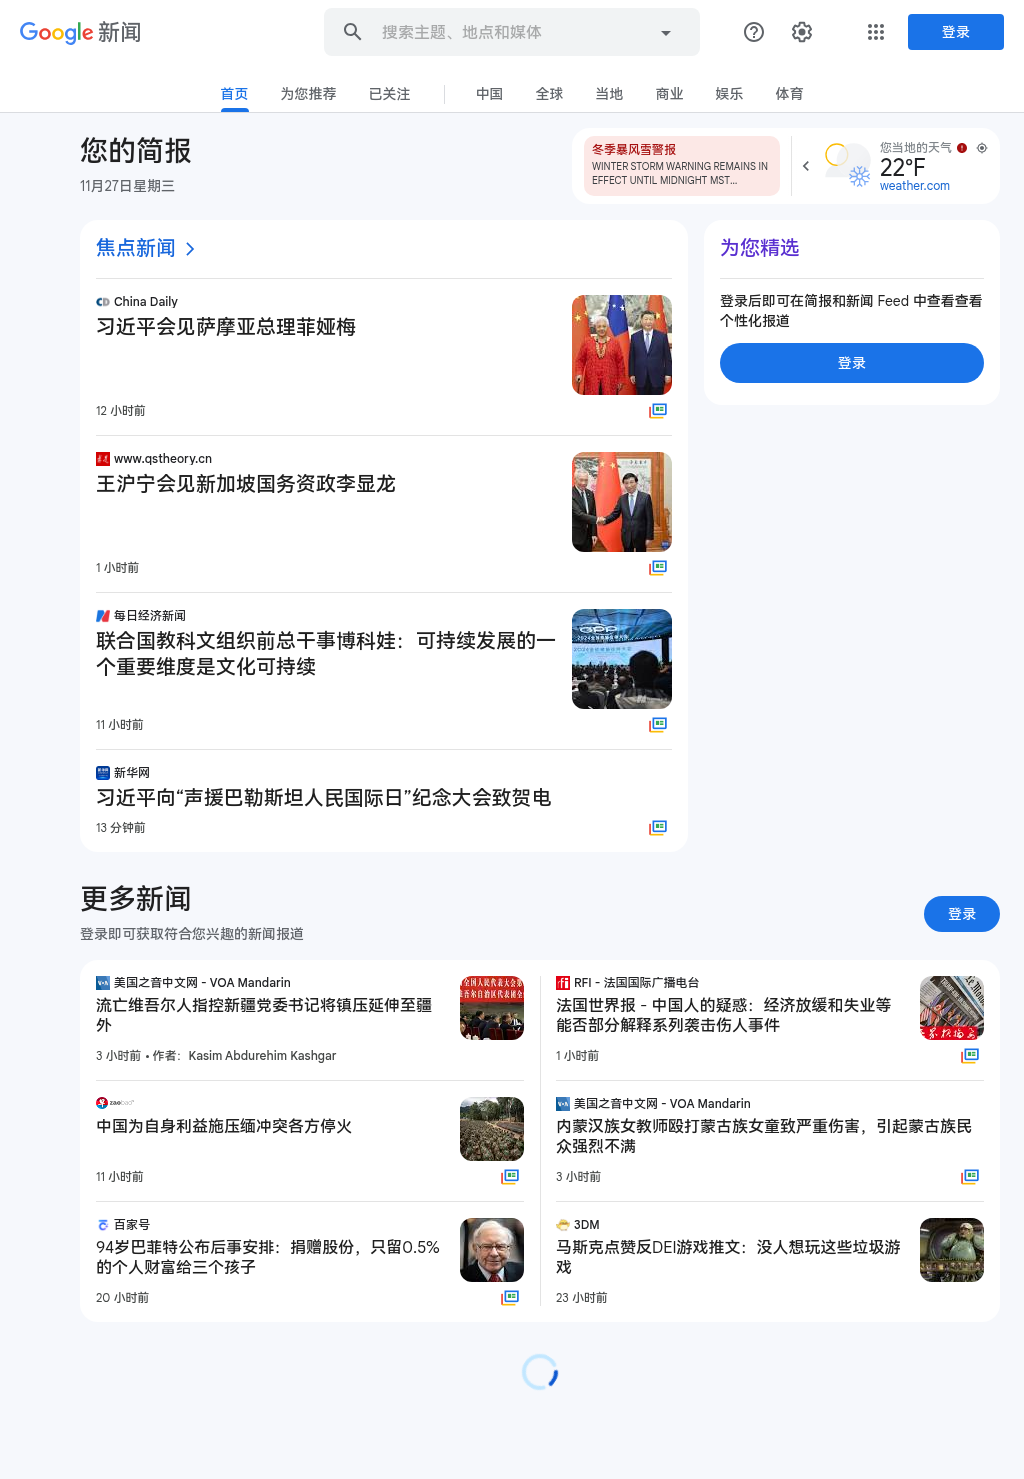 Google 新闻
搜索主题、地点和媒体
登录
首页
为您推荐
已关注
中国
全球
当地
商业
娱乐
体育
您的简报
11月27日星期三
冬季暴风雪警报
WINTER STORM WARNING REMAINS IN
EFFECT UNTIL MIDNIGHT MST...
您当地的天气
22°F
weather.com
焦点新闻
China Daily
习近平会见萨摩亚总理菲娅梅
12 小时前
www.qstheory.cn
王沪宁会见新加坡国务资政李显龙
1 小时前
每日经济新闻
联合国教科文组织前总干事博科娃：可持续发展的一
个重要维度是文化可持续
11 小时前
新华网
习近平向“声援巴勒斯坦人民国际日”纪念大会致贺电
13 分钟前
为您精选
登录后即可在简报和新闻 Feed 中查看查看
个性化报道
登录
更多新闻
登录即可获取符合您兴趣的新闻报道
登录
美国之音中文网 - VOA Mandarin
流亡维吾尔人指控新疆党委书记将镇压延伸至疆
外
3 小时前 • 作者： Kasim Abdurehim Kashgar
zaobao
中国为自身利益施压缅冲突各方停火
11 小时前
百家号
94岁巴菲特公布后事安排：捐赠股份，只留0.5%
的个人财富给三个孩子
20 小时前
RFI - 法国国际广播电台
法国世界报 - 中国人的疑惑：经济放缓和失业等
能否部分解释系列袭击伤人事件
1 小时前
美国之音中文网 - VOA Mandarin
内蒙汉族女教师殴打蒙古族女童致严重伤害，引起蒙古族民
众强烈不满
3 小时前
3DM
马斯克点赞反DEI游戏推文：没人想玩这些垃圾游
戏
23 小时前